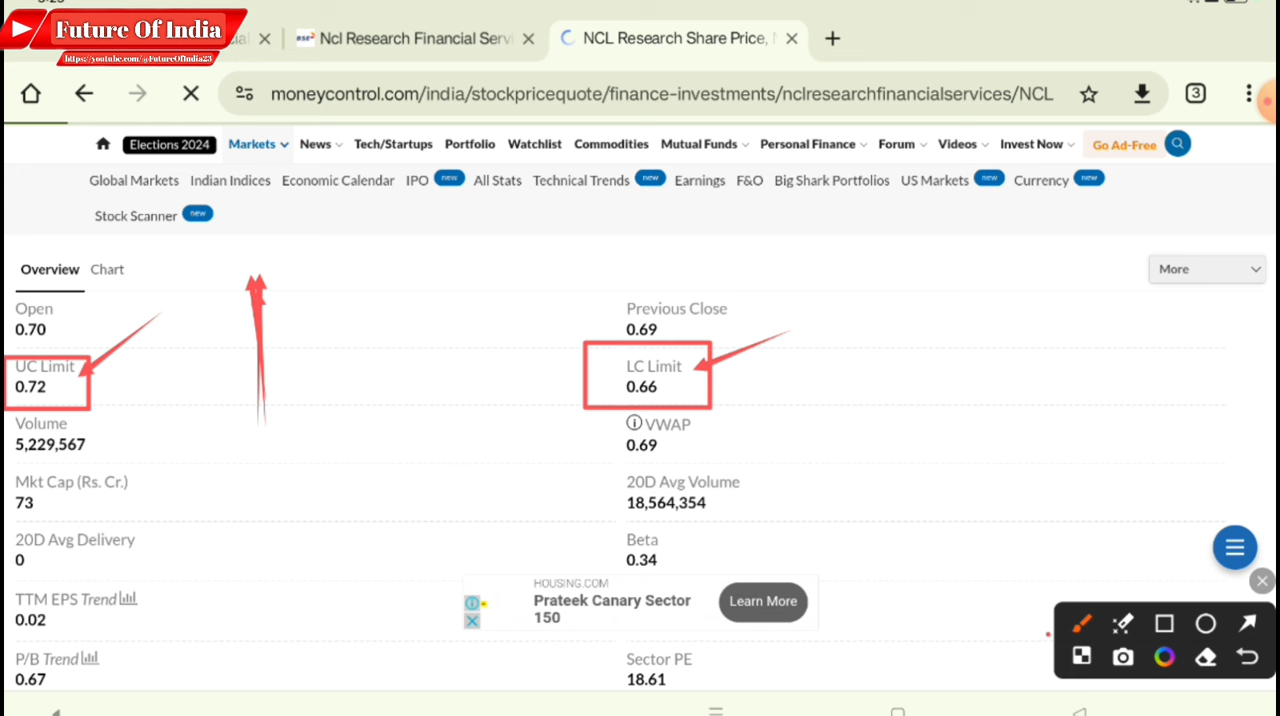 Future Of India
https://youtube.com/@FutureOfIndia23
Ncl Research Financial Servi
NCL Research Share Price,
moneycontrol.com/india/stockpricequote/finance-investments/nclresearchfinancialservices/NCL
3
Elections 2024 Markets News Tech/Startups Portfolio Watchlist Commodities Mutual Funds Personal Finance Forum Videos Invest Now Go Ad-Free
Global Markets Indian Indices Economic Calendar IPO new All Stats Technical Trends new Earnings F&O Big Shark Portfolios US Markets new Currency new
Stock Scanner new
Overview Chart More
Open Previous Close
0.70 0.69
UC Limit LC Limit
0.72 0.66
Volume VWAP
5,229,567 0.69
Mkt Cap (Rs. Cr.) 20D Avg Volume
73 18,564,354
20D Avg Delivery Beta
0 0.34
HOUSING.COM
TTM EPS Trend Prateek Canary Sector Learn More
0.02 150
P/B Trend Sector PE
0.67 18.61